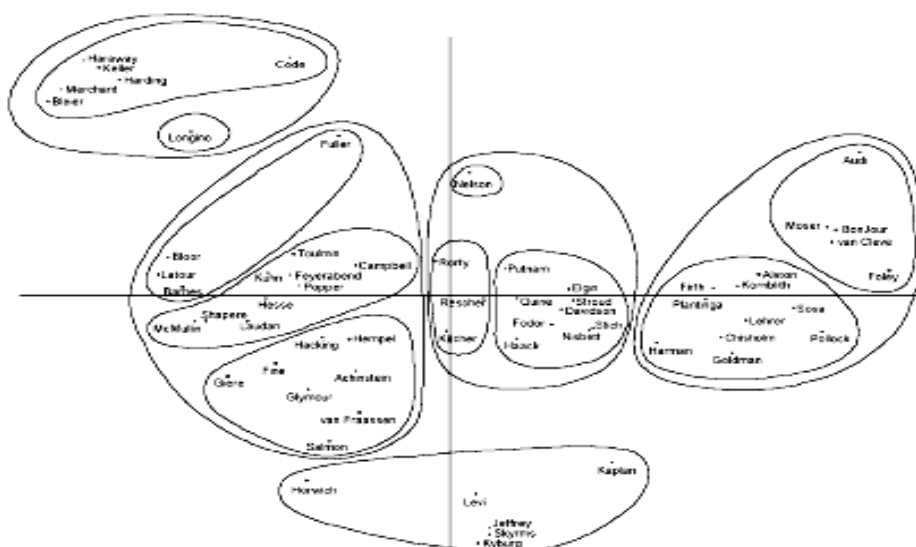 Haraway
Keller
Harding
Merchant
Bleier
Code
Longino
Fuller
Bloor
Latour
Barnes
Toulmin
Campbell
Kuhn
Feyerabend
Popper
Hesse
Shapere
McMullin
Laudan
Hacking
Hempel
Giere
Fine
Achinstein
Glymour
van Fraassen
Salmon
Nelson
Rorty
Putnam
Rescher
Quine
Elgin
Stroud
Davidson
Fodor
Stich
Kitcher
Haack
Nisbett
Audi
Moser
BonJour
van Cleve
Foley
Alston
Feth
Kornblith
Plantinga
Sosa
Lehrer
Harman
Chisholm
Pollock
Goldman
Horwich
Kaplan
Levi
Jeffrey
Skyrms
Kyburg